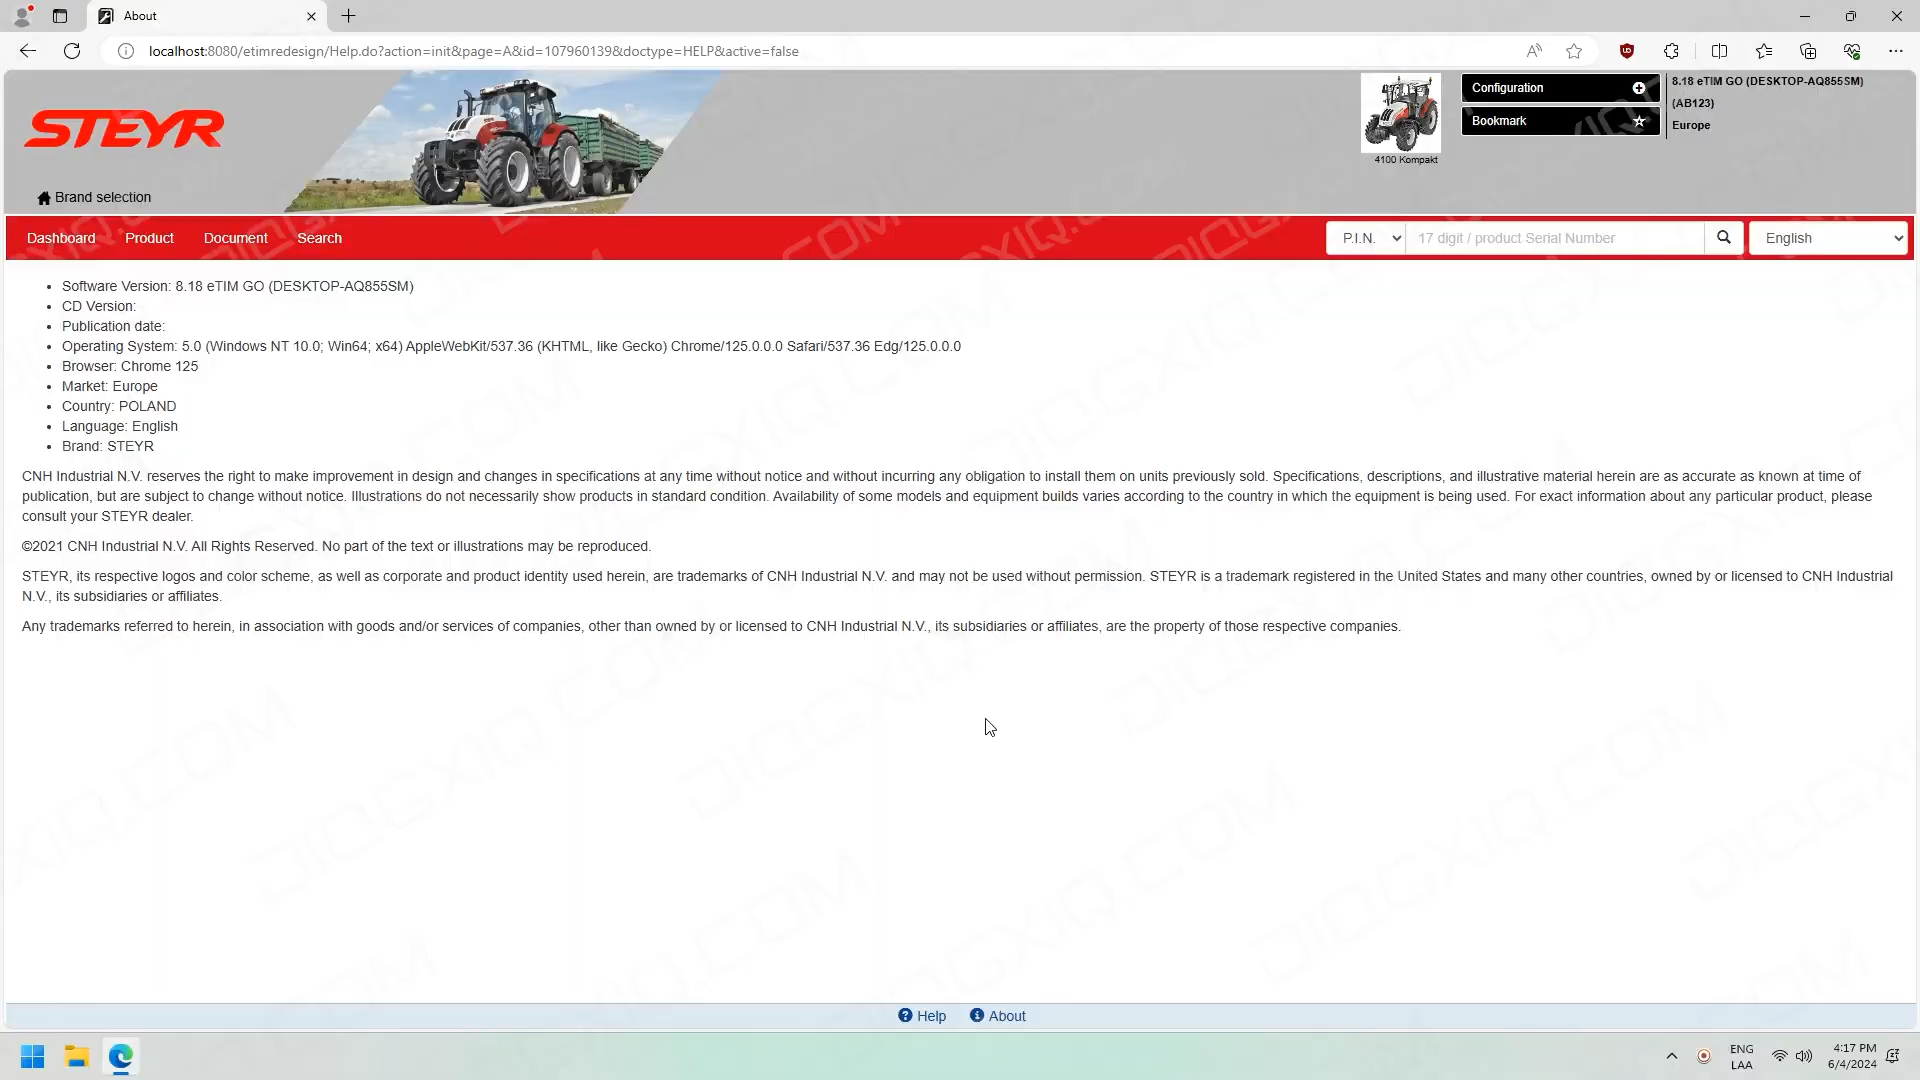 About
localhost:8080/etimredesign/Help.do?action=init&page=A&id=107960139&doctype=HELP&active=false
STEYR
Brand selection
4100 Kompakt
Configuration
Bookmark
8.18 eTIM GO (DESKTOP-AQ855SM)
(AB123)
Europe
Dashboard Product Document Search
P.I.N. 17 digit / product Serial Number English
Software Version: 8.18 eTIM GO (DESKTOP-AQ855SM)
CD Version:
Publication date:
Operating System: 5.0 (Windows NT 10.0; Win64; x64) AppleWebKit/537.36 (KHTML, like Gecko) Chrome/125.0.0.0 Safari/537.36 Edg/125.0.0.0
Browser: Chrome 125
Market: Europe
Country: POLAND
Language: English
Brand: STEYR
CNH Industrial N.V. reserves the right to make improvement in design and changes in specifications at any time without notice and without incurring any obligation to install them on units previously sold. Specifications, descriptions, and illustrative material herein are as accurate as known at time of
publication, but are subject to change without notice. Illustrations do not necessarily show products in standard condition. Availability of some models and equipment builds varies according to the country in which the equipment is being used. For exact information about any particular product, please
consult your STEYR dealer.
©2021 CNH Industrial N.V. All Rights Reserved. No part of the text or illustrations may be reproduced.
STEYR, its respective logos and color scheme, as well as corporate and product identity used herein, are trademarks of CNH Industrial N.V. and may not be used without permission. STEYR is a trademark registered in the United States and many other countries, owned by or licensed to CNH Industrial
N.V., its subsidiaries or affiliates.
Any trademarks referred to herein, in association with goods and/or services of companies, other than owned by or licensed to CNH Industrial N.V., its subsidiaries or affiliates, are the property of those respective companies.
Help About
ENG
LAA
4:17 PM
6/4/2024